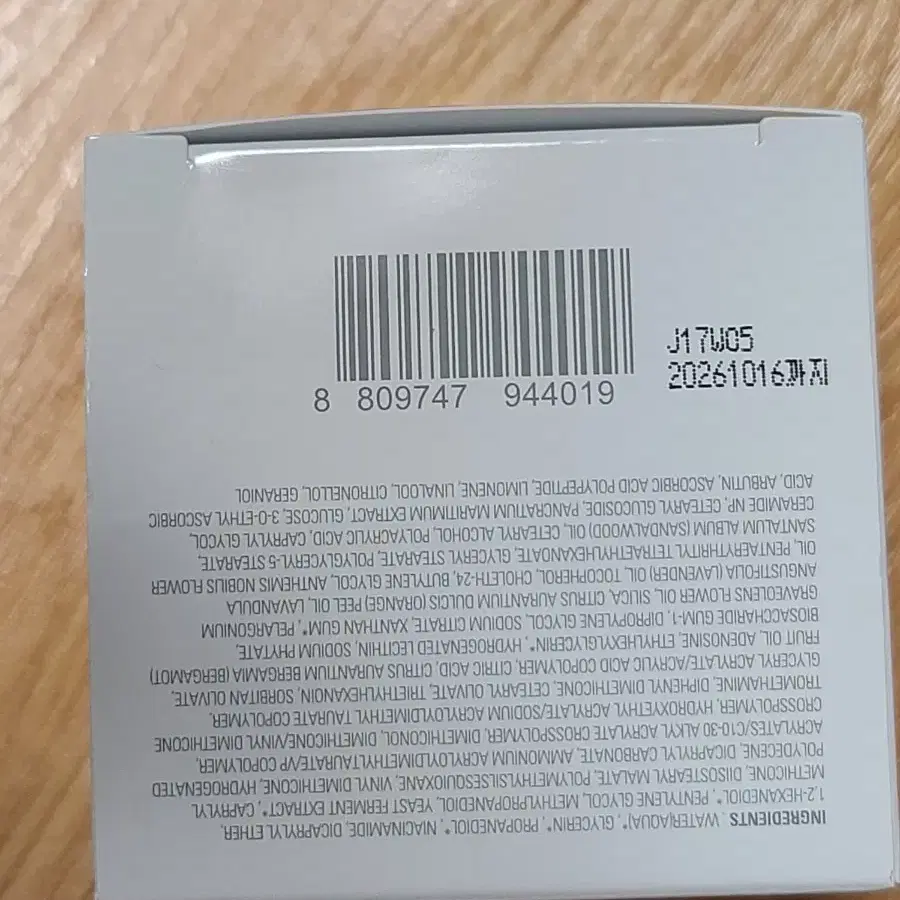 8 809747 944019
J17W05
20261016까지
INGREDIENTS : WATER(AQUA)*, GLYCERIN*, PROPANEDIOL*, NIACINAMIDE, DICAPRYLYL ETHER,
1,2-HEXANEDIOL*, PENTYLENE GLYCOL, METHYLPROPANEDIOL, YEAST FERMENT EXTRACT*, CAPRYLYL
METHICONE, DIISOSTEARYL MALATE, POLYMETHYLSILSESQUIOXANE, VINYL DIMETHICONE, HYDROGENATED
POLYDECENE, DICAPRYLYL CARBONATE, AMMONIUM ACRYLOYLDIMETHYLTAURATE/VP COPOLYMER,
ACRYLATES/C10-30 ALKYL ACRYLATE CROSSPOLYMER, DIMETHICONOL, DIMETHICONE/VINYL DIMETHICONE
CROSSPOLYMER, HYDROXYETHYL ACRYLATE/SODIUM ACRYLOYLDIMETHYL TAURATE COPOLYMER,
TROMETHAMINE, DIPHENYL DIMETHICONE, CETEARYL OLIVATE, TRIETHYLHEXANOIN, SORBITAN OLIVATE,
GLYCERYL ACRYLATE/ACRYLIC ACID COPOLYMER, CITRIC ACID, CITRUS AURANTIUM BERGAMIA (BERGAMOT)
FRUIT OIL, ADENOSINE, ETHYLHEXYLGLYCERIN*, HYDROGENATED LECITHIN, SODIUM PHYTATE,
BIOSACCHARIDE GUM-1, DIPROPYLENE GLYCOL, SODIUM CITRATE, XANTHAN GUM*, PELARGONIUM
GRAVEOLENS FLOWER OIL, SILICA, CITRUS AURANTIUM DULCIS (ORANGE) PEEL OIL, LAVANDULA
ANGUSTIFOLIA (LAVENDER) OIL, TOCOPHEROL, CHOLETH-24, BUTYLENE GLYCOL, ANTHEMIS NOBILIS FLOWER
OIL, PENTAERYTHRITYL TETRAETHYLHEXANOATE, GLYCERYL STEARATE, POLYGLYCERYL-5-STEARATE,
SANTALUM ALBUM (SANDALWOOD) OIL, CETEARYL ALCOHOL, POLYACRYLIC ACID, CAPRYLYL GLYCOL,
CERAMIDE NP, CETEARYL GLUCOSIDE, PANCRATIUM MARITIMUM EXTRACT, GLUCOSE, 3-O-ETHYL ASCORBIC
ACID, ARBUTIN, ASCORBIC ACID POLYPEPTIDE, LIMONENE, LINALOOL, CITRONELLOL, GERANIOL